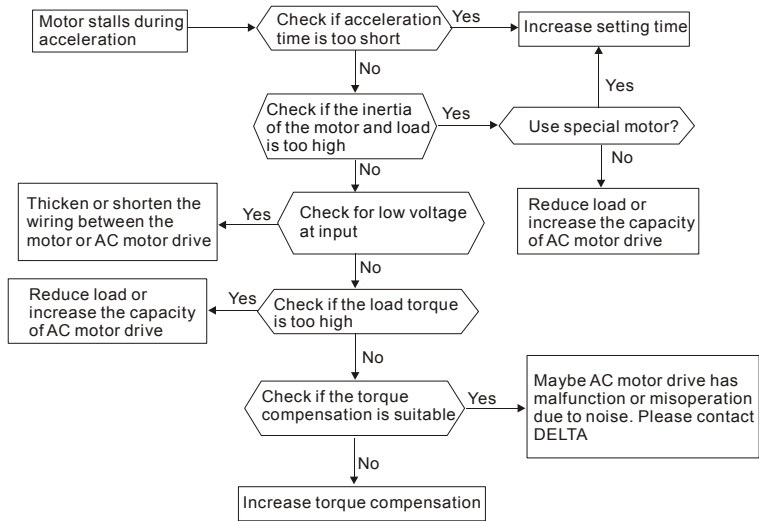 Motor stalls during
acceleration
Check if acceleration
time is too short
Yes
Increase setting time
No
Yes
Check if the inertia
of the motor and load
is too high
Yes
Use special motor?
No
No
Thicken or shorten the
wiring between the
motor or AC motor drive
Yes
Check for low voltage
at input
Reduce load or
increase the capacity
of AC motor drive
No
Reduce load or
increase the capacity
of AC motor drive
Yes
Check if the load torque
is too high
No
Check if the torque
compensation is suitable
Yes
Maybe AC motor drive has
malfunction or misoperation
due to noise. Please contact
DELTA
No
Increase torque compensation